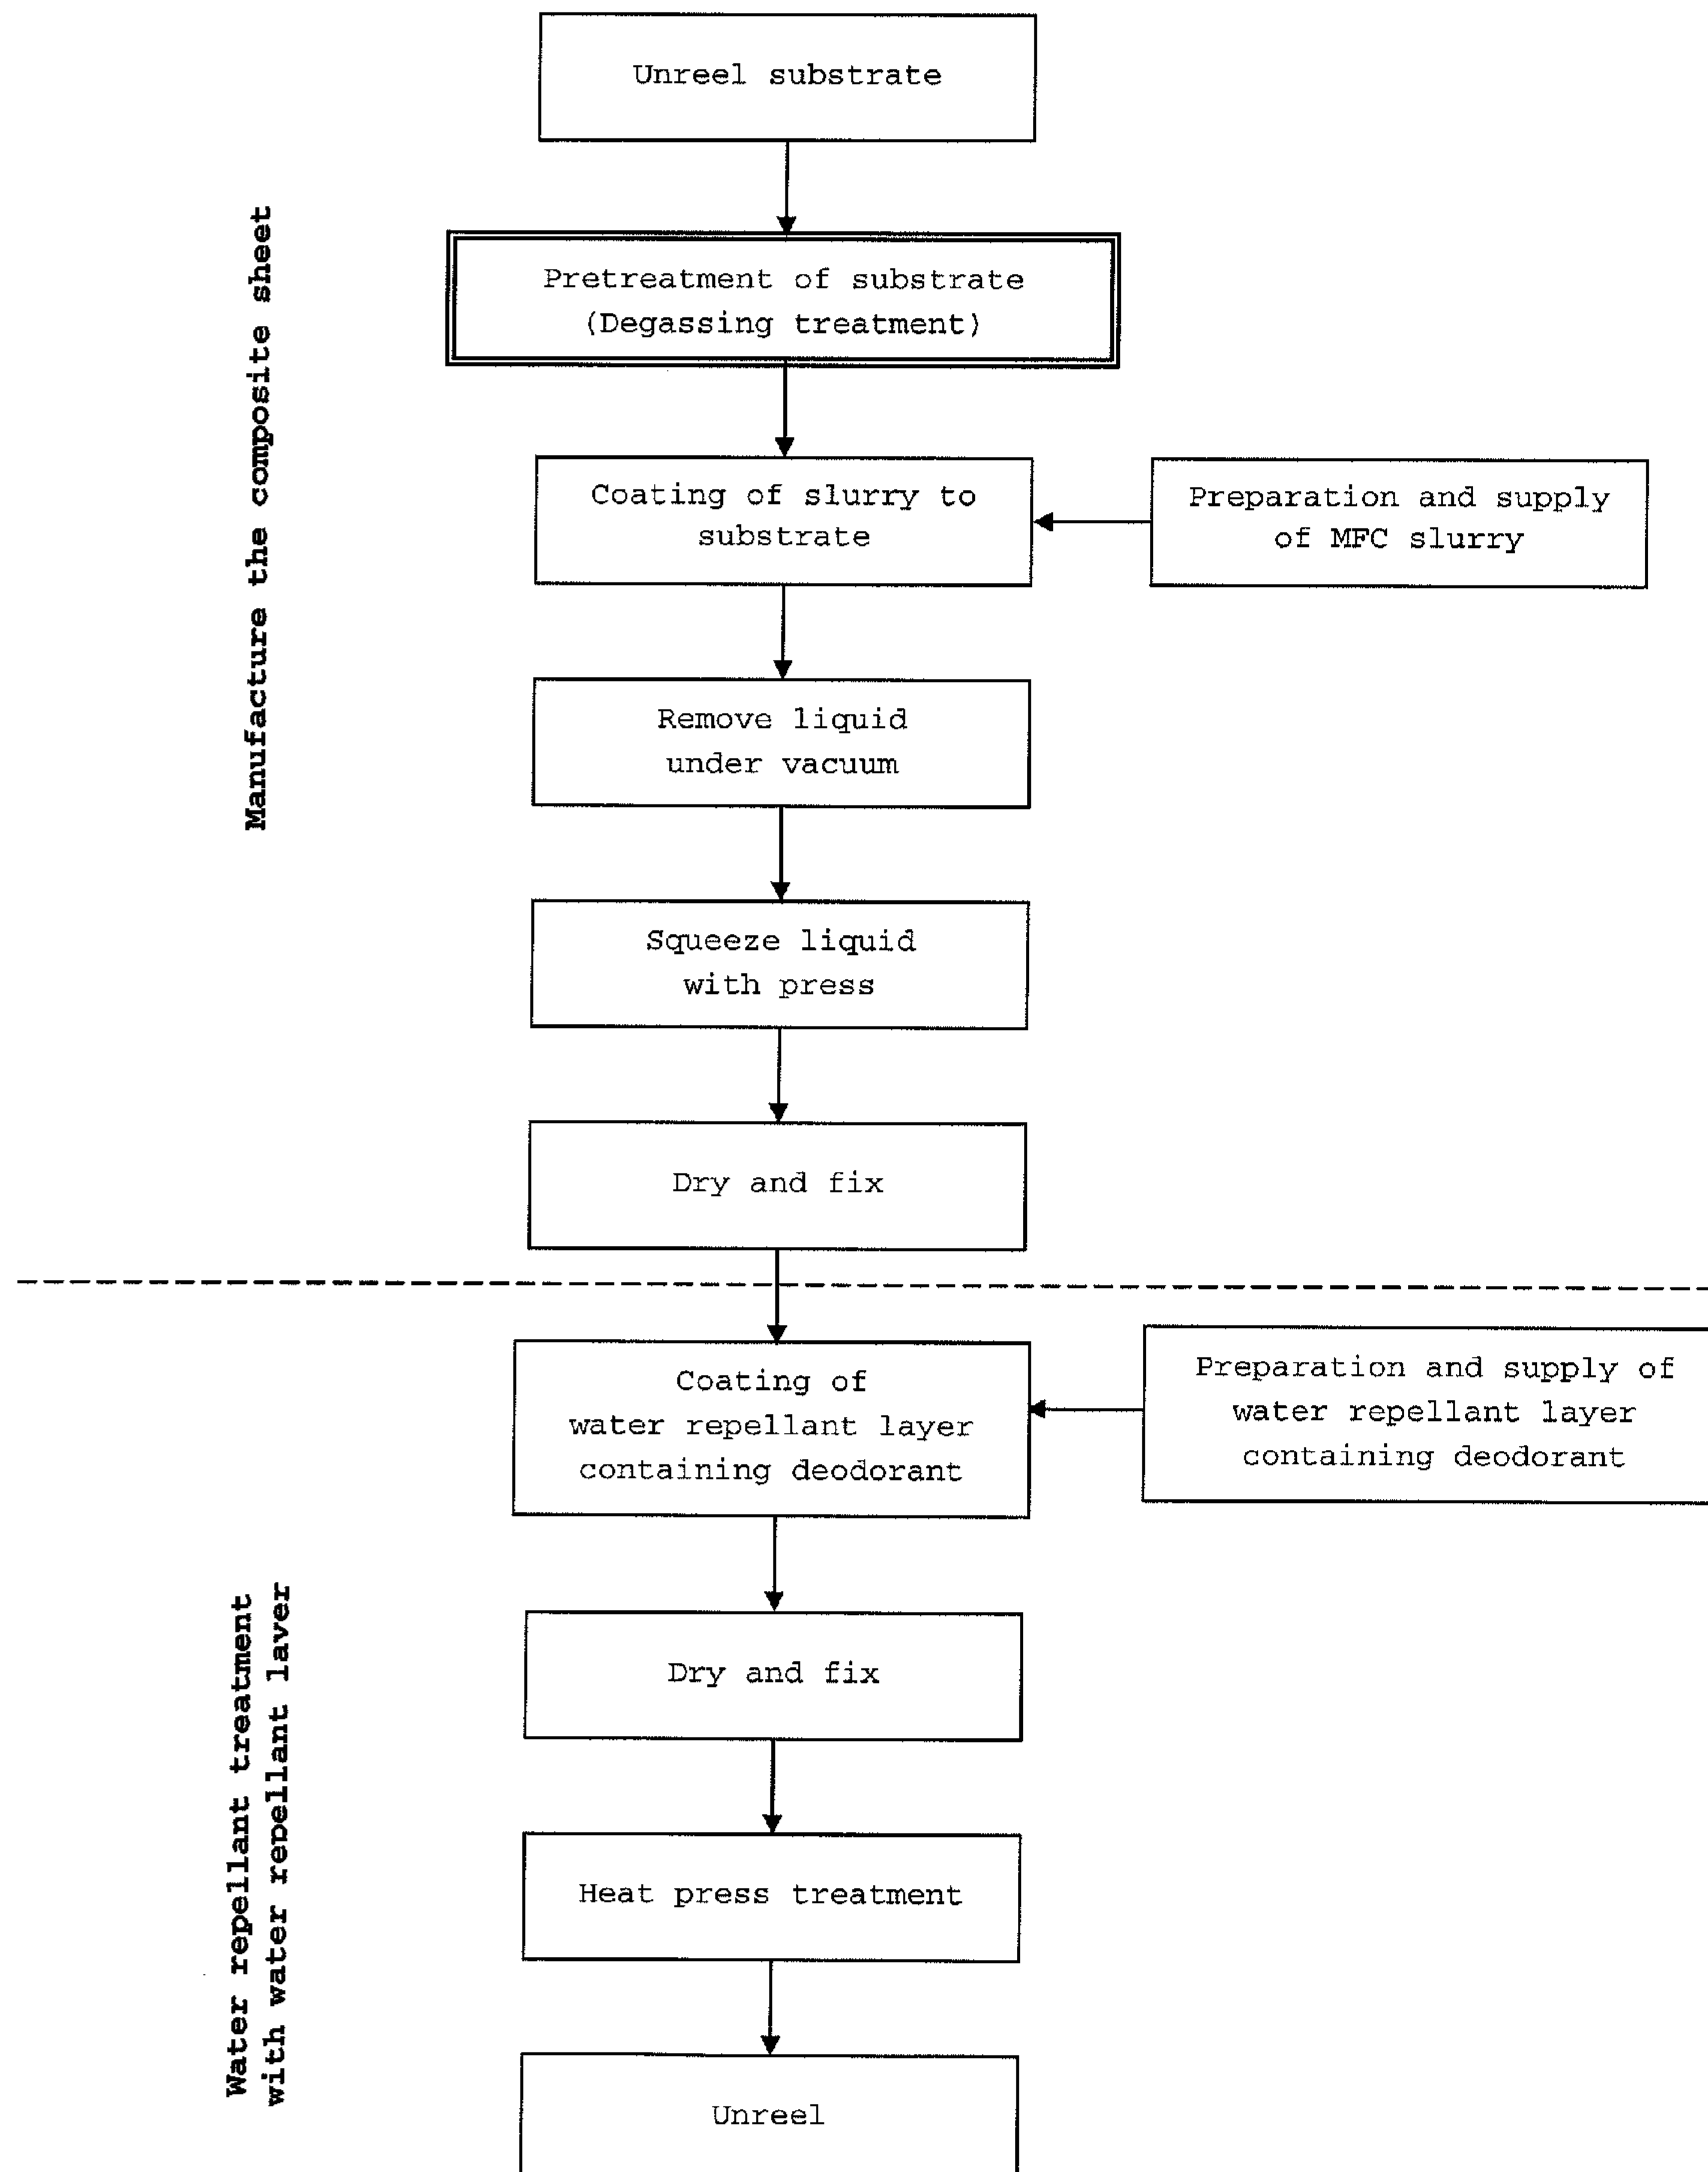 Unreel substrate
Manufacture the composite sheet
Pretreatment of substrate
(Degassing treatment)
Coating of slurry to
substrate
Preparation and supply
of MFC slurry
Remove liquid
under vacuum
Squeeze liquid
with press
Dry and fix
Coating of
water repellant layer
containing deodorant
Preparation and supply of
water repellant layer
containing deodorant
Water repellant treatment
with water repellant laver
Dry and fix
Heat press treatment
Unreel